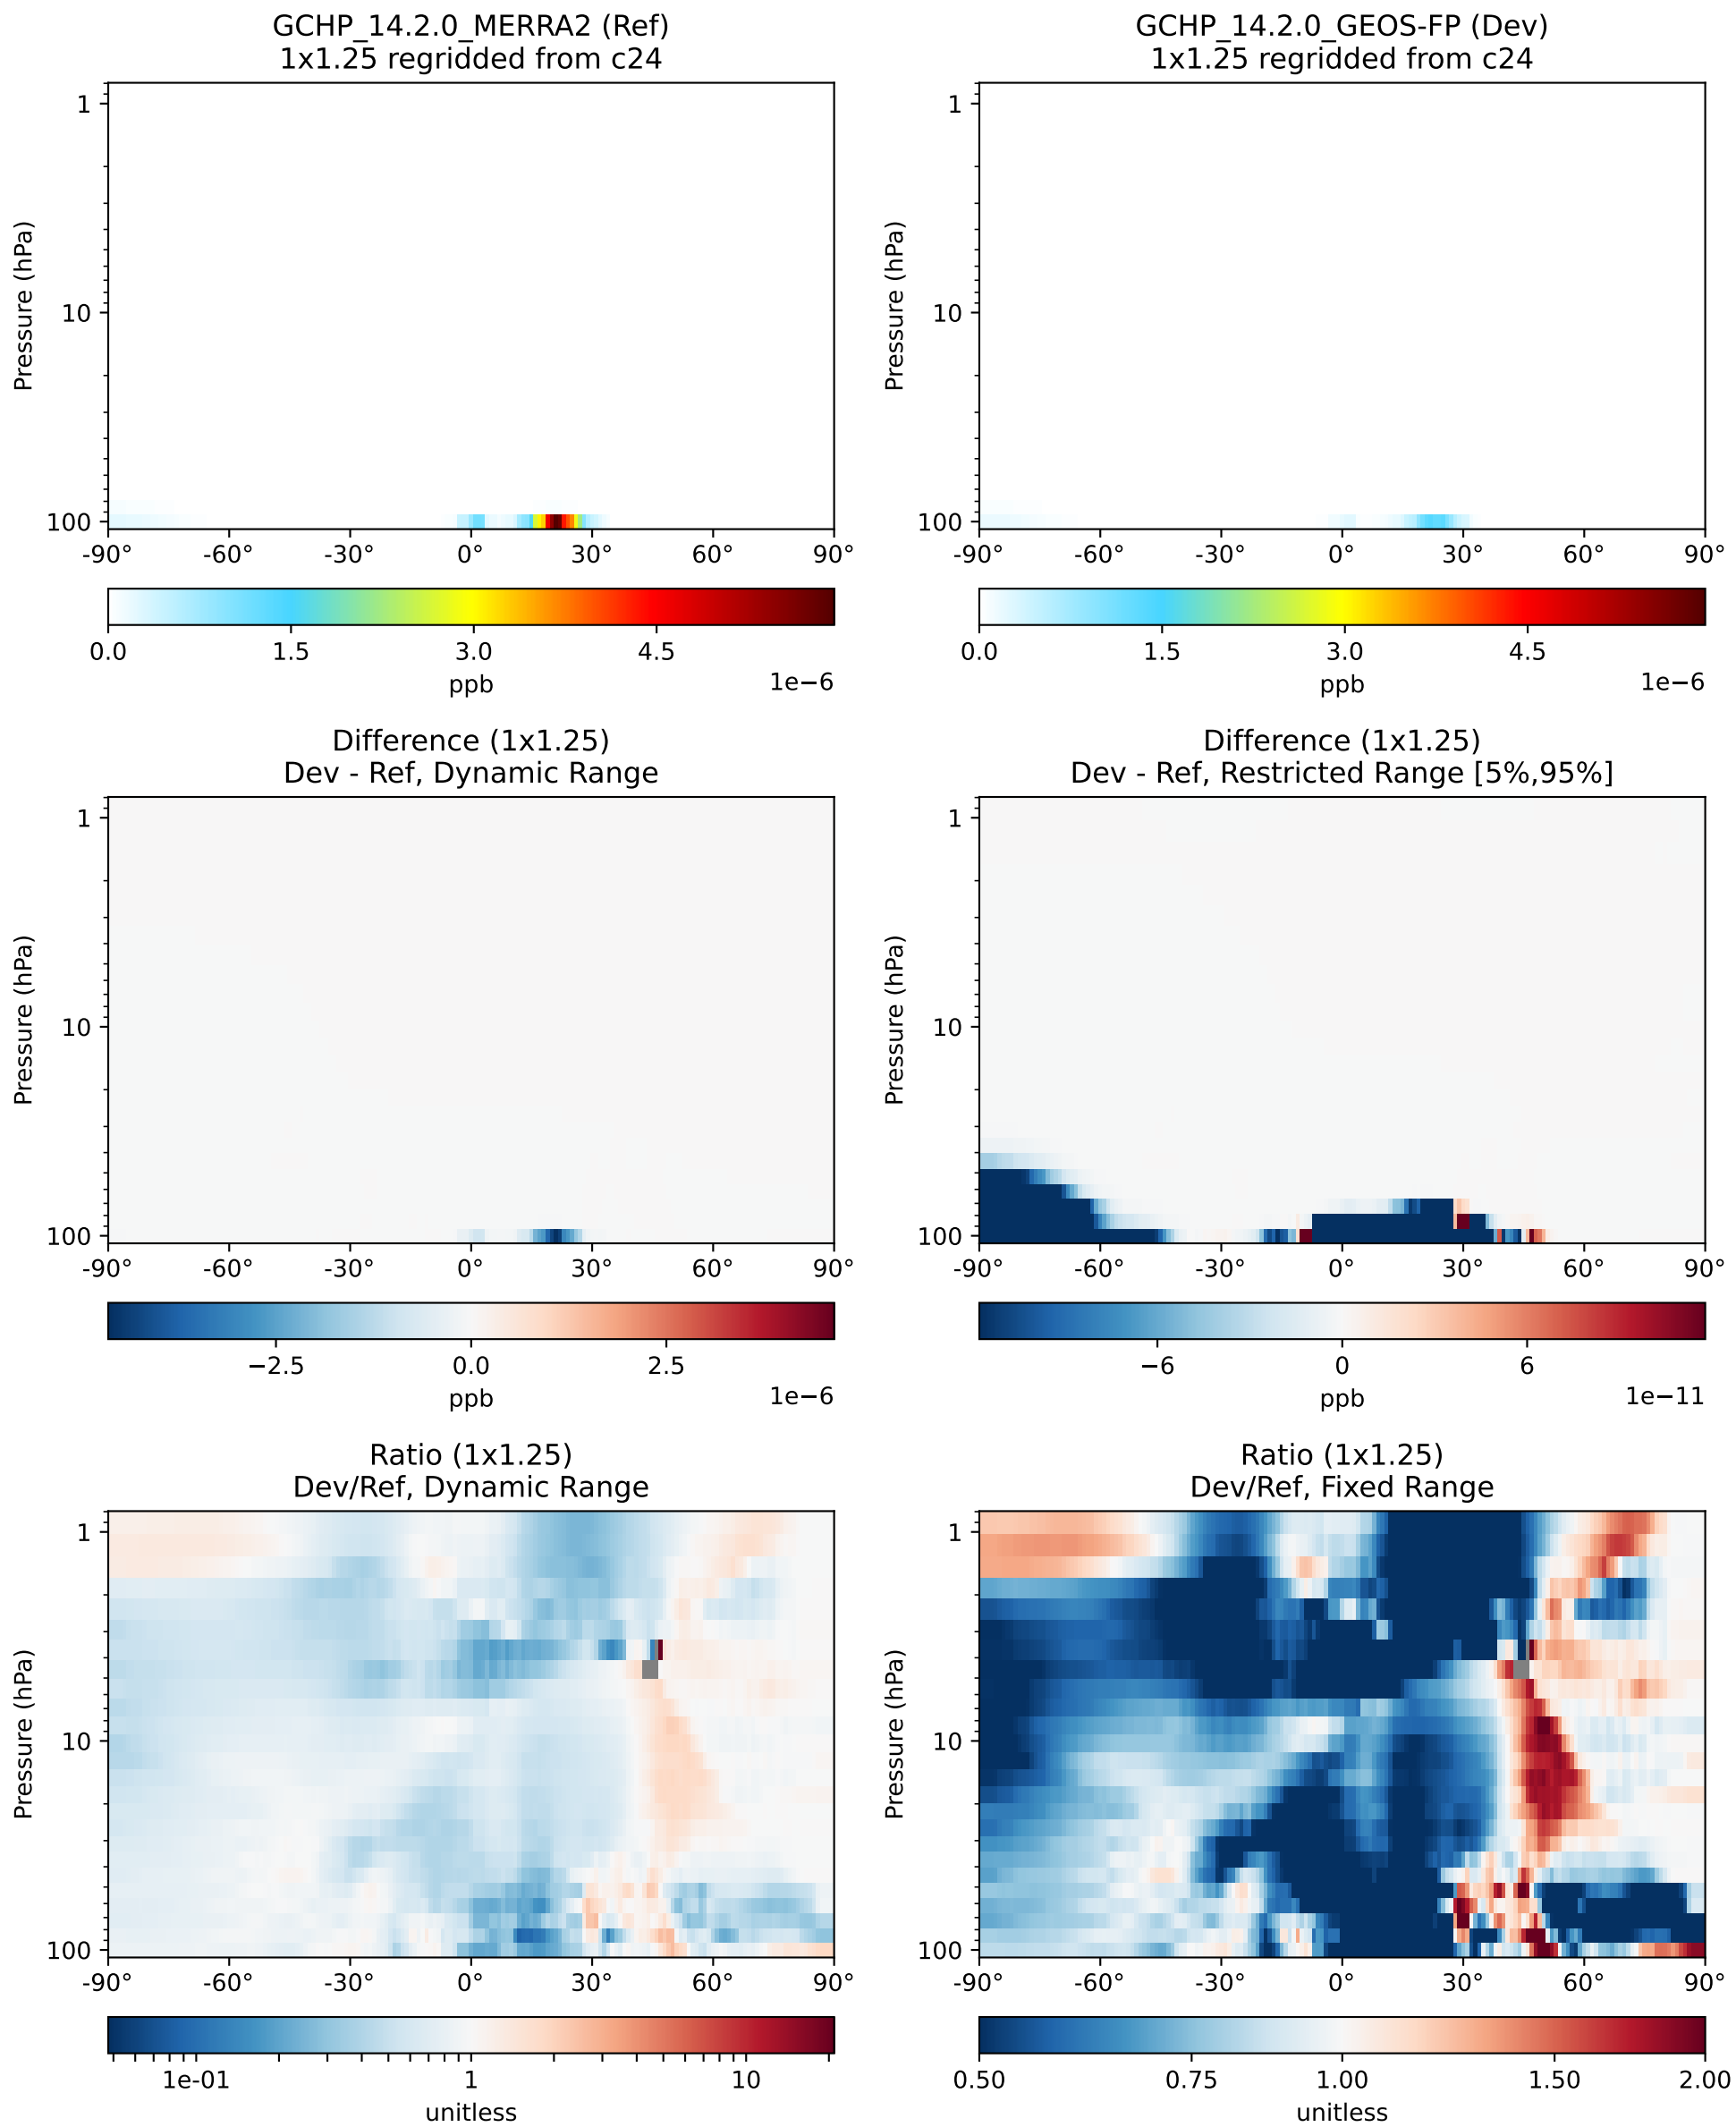 GCHP_14.2.0_MERRA2 (Ref)
1x1.25 regridded from c24
Pressure (hPa)
1
10
100
-90° -60° -30° 0° 30° 60° 90°
0.0 1.5 3.0 4.5
ppb
1e−6
GCHP_14.2.0_GEOS-FP (Dev)
1x1.25 regridded from c24
Pressure (hPa)
1
10
100
-90° -60° -30° 0° 30° 60° 90°
0.0 1.5 3.0 4.5
ppb
1e−6
Difference (1x1.25)
Dev - Ref, Dynamic Range
Pressure (hPa)
1
10
100
-90° -60° -30° 0° 30° 60° 90°
−2.5 0.0 2.5
ppb
1e−6
Difference (1x1.25)
Dev - Ref, Restricted Range [5%,95%]
Pressure (hPa)
1
10
100
-90° -60° -30° 0° 30° 60° 90°
−6 0 6
ppb
1e−11
Ratio (1x1.25)
Dev/Ref, Dynamic Range
Pressure (hPa)
1
10
100
-90° -60° -30° 0° 30° 60° 90°
1e-01 1 10
unitless
Ratio (1x1.25)
Dev/Ref, Fixed Range
Pressure (hPa)
1
10
100
-90° -60° -30° 0° 30° 60° 90°
0.50 0.75 1.00 1.50 2.00
unitless